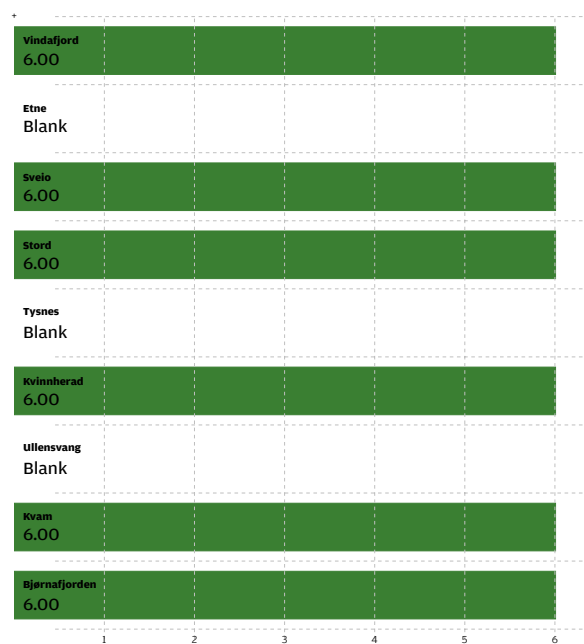 +
Vindafjord
6.00
Etne
Blank
Sveio
6.00
Stord
6.00
Tysnes
Blank
Kvinnherad
6.00
Ullensvang
Blank
Kvam
6.00
Bjørnafjorden
6.00
1 2 3 4 5 6